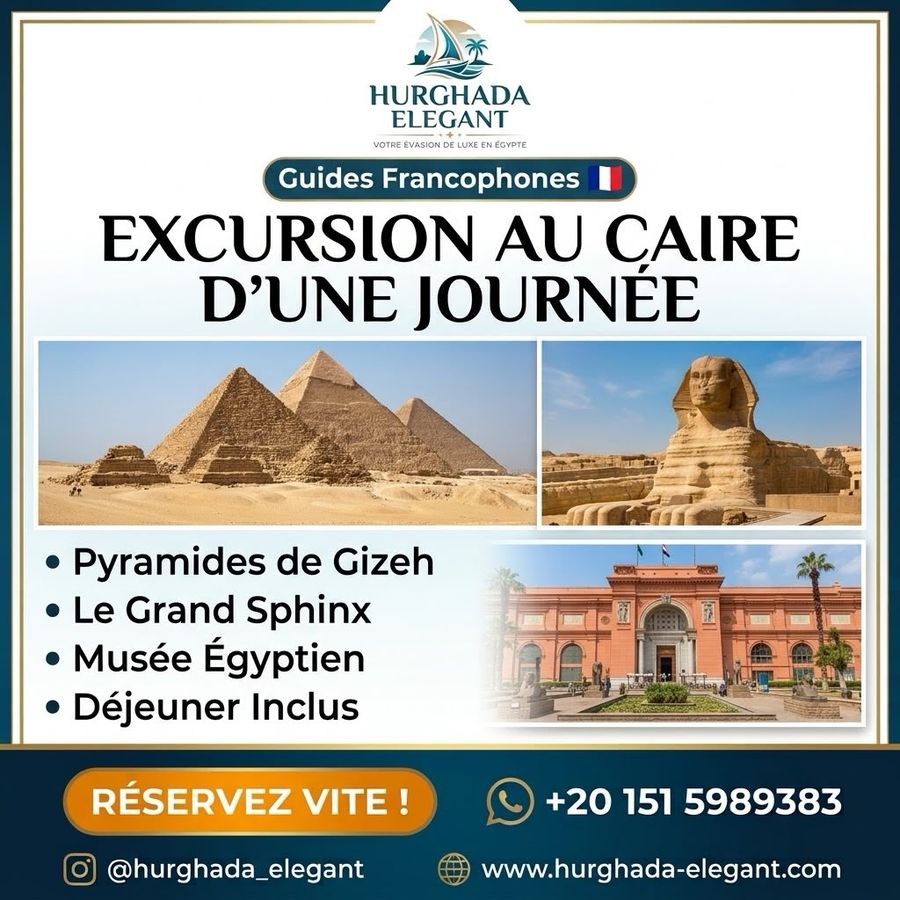 HURGHADA
ELEGANT
VOTRE ÉVASION DE LUXE EN ÉGYPTE
Guides Francophones 🇫🇷
EXCURSION AU CAIRE
D’UNE JOURNÉE
• Pyramides de Gizeh
• Le Grand Sphinx
• Musée Égyptien
• Déjeuner Inclus
RÉSERVEZ VITE !
+20 151 5989383
@hurghada_elegant
www.hurghada-elegant.com